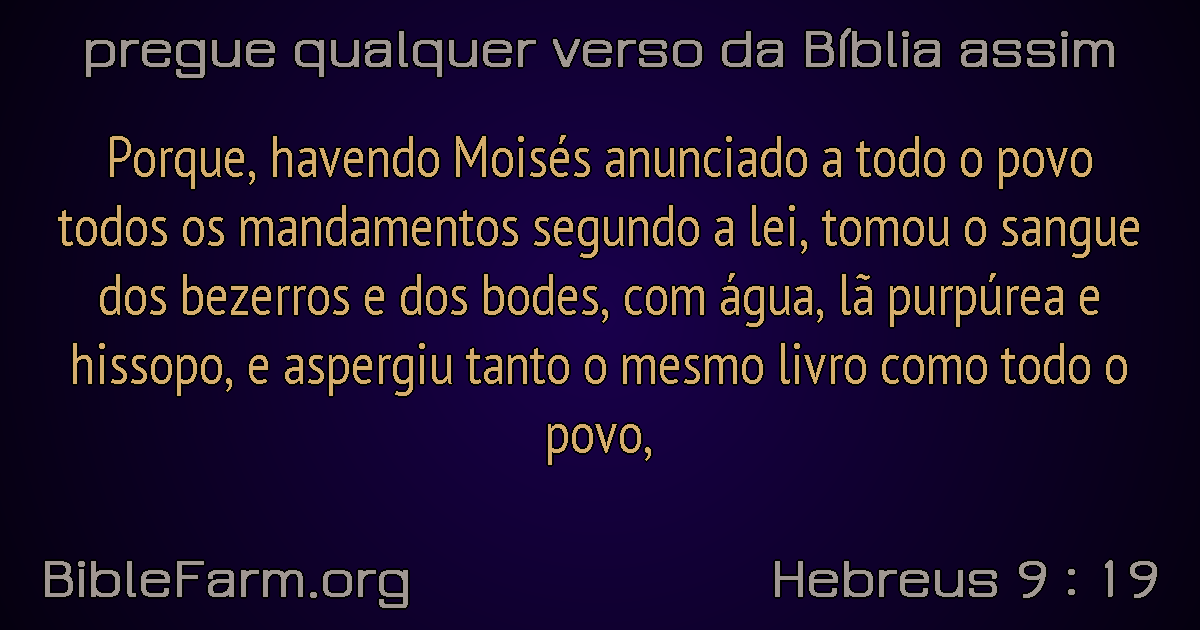 pregue qualquer verso da Bíblia assim
Porque, havendo Moisés anunciado a todo o povo
todos os mandamentos segundo a lei, tomou o sangue
dos bezerros e dos bodes, com água, lã purpúrea e
hissopo, e aspergiu tanto o mesmo livro como todo o
povo,
BibleFarm.org
Hebreus 9 : 19